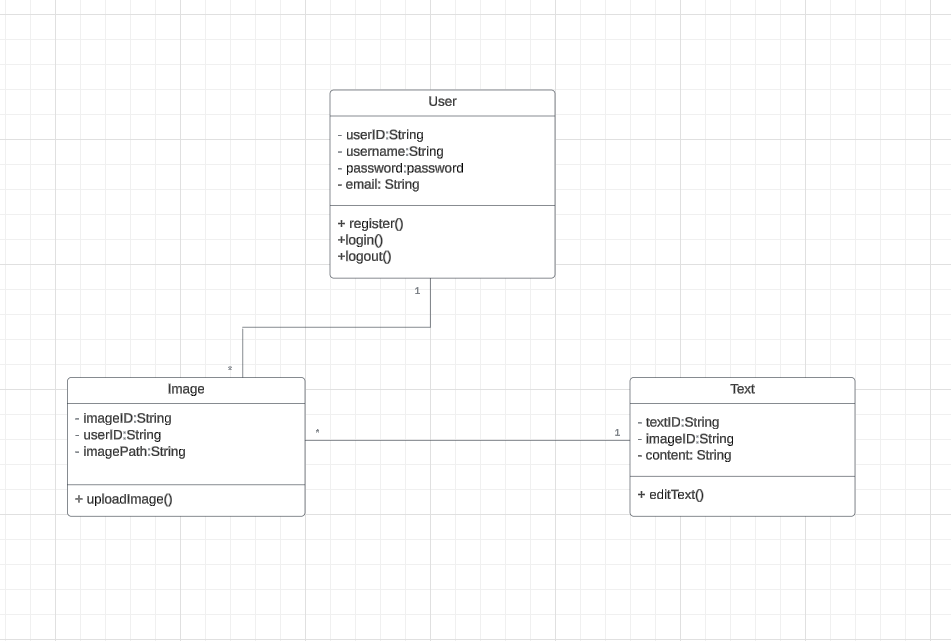 User
- userID:String
- username:String
- password:password
- email: String
+ register()
+login()
+logout()
1
*
Image
- imageID:String
- userID:String
- imagePath:String
+ uploadImage()
*
1
Text
- textID:String
- imageID:String
- content: String
+ editText()